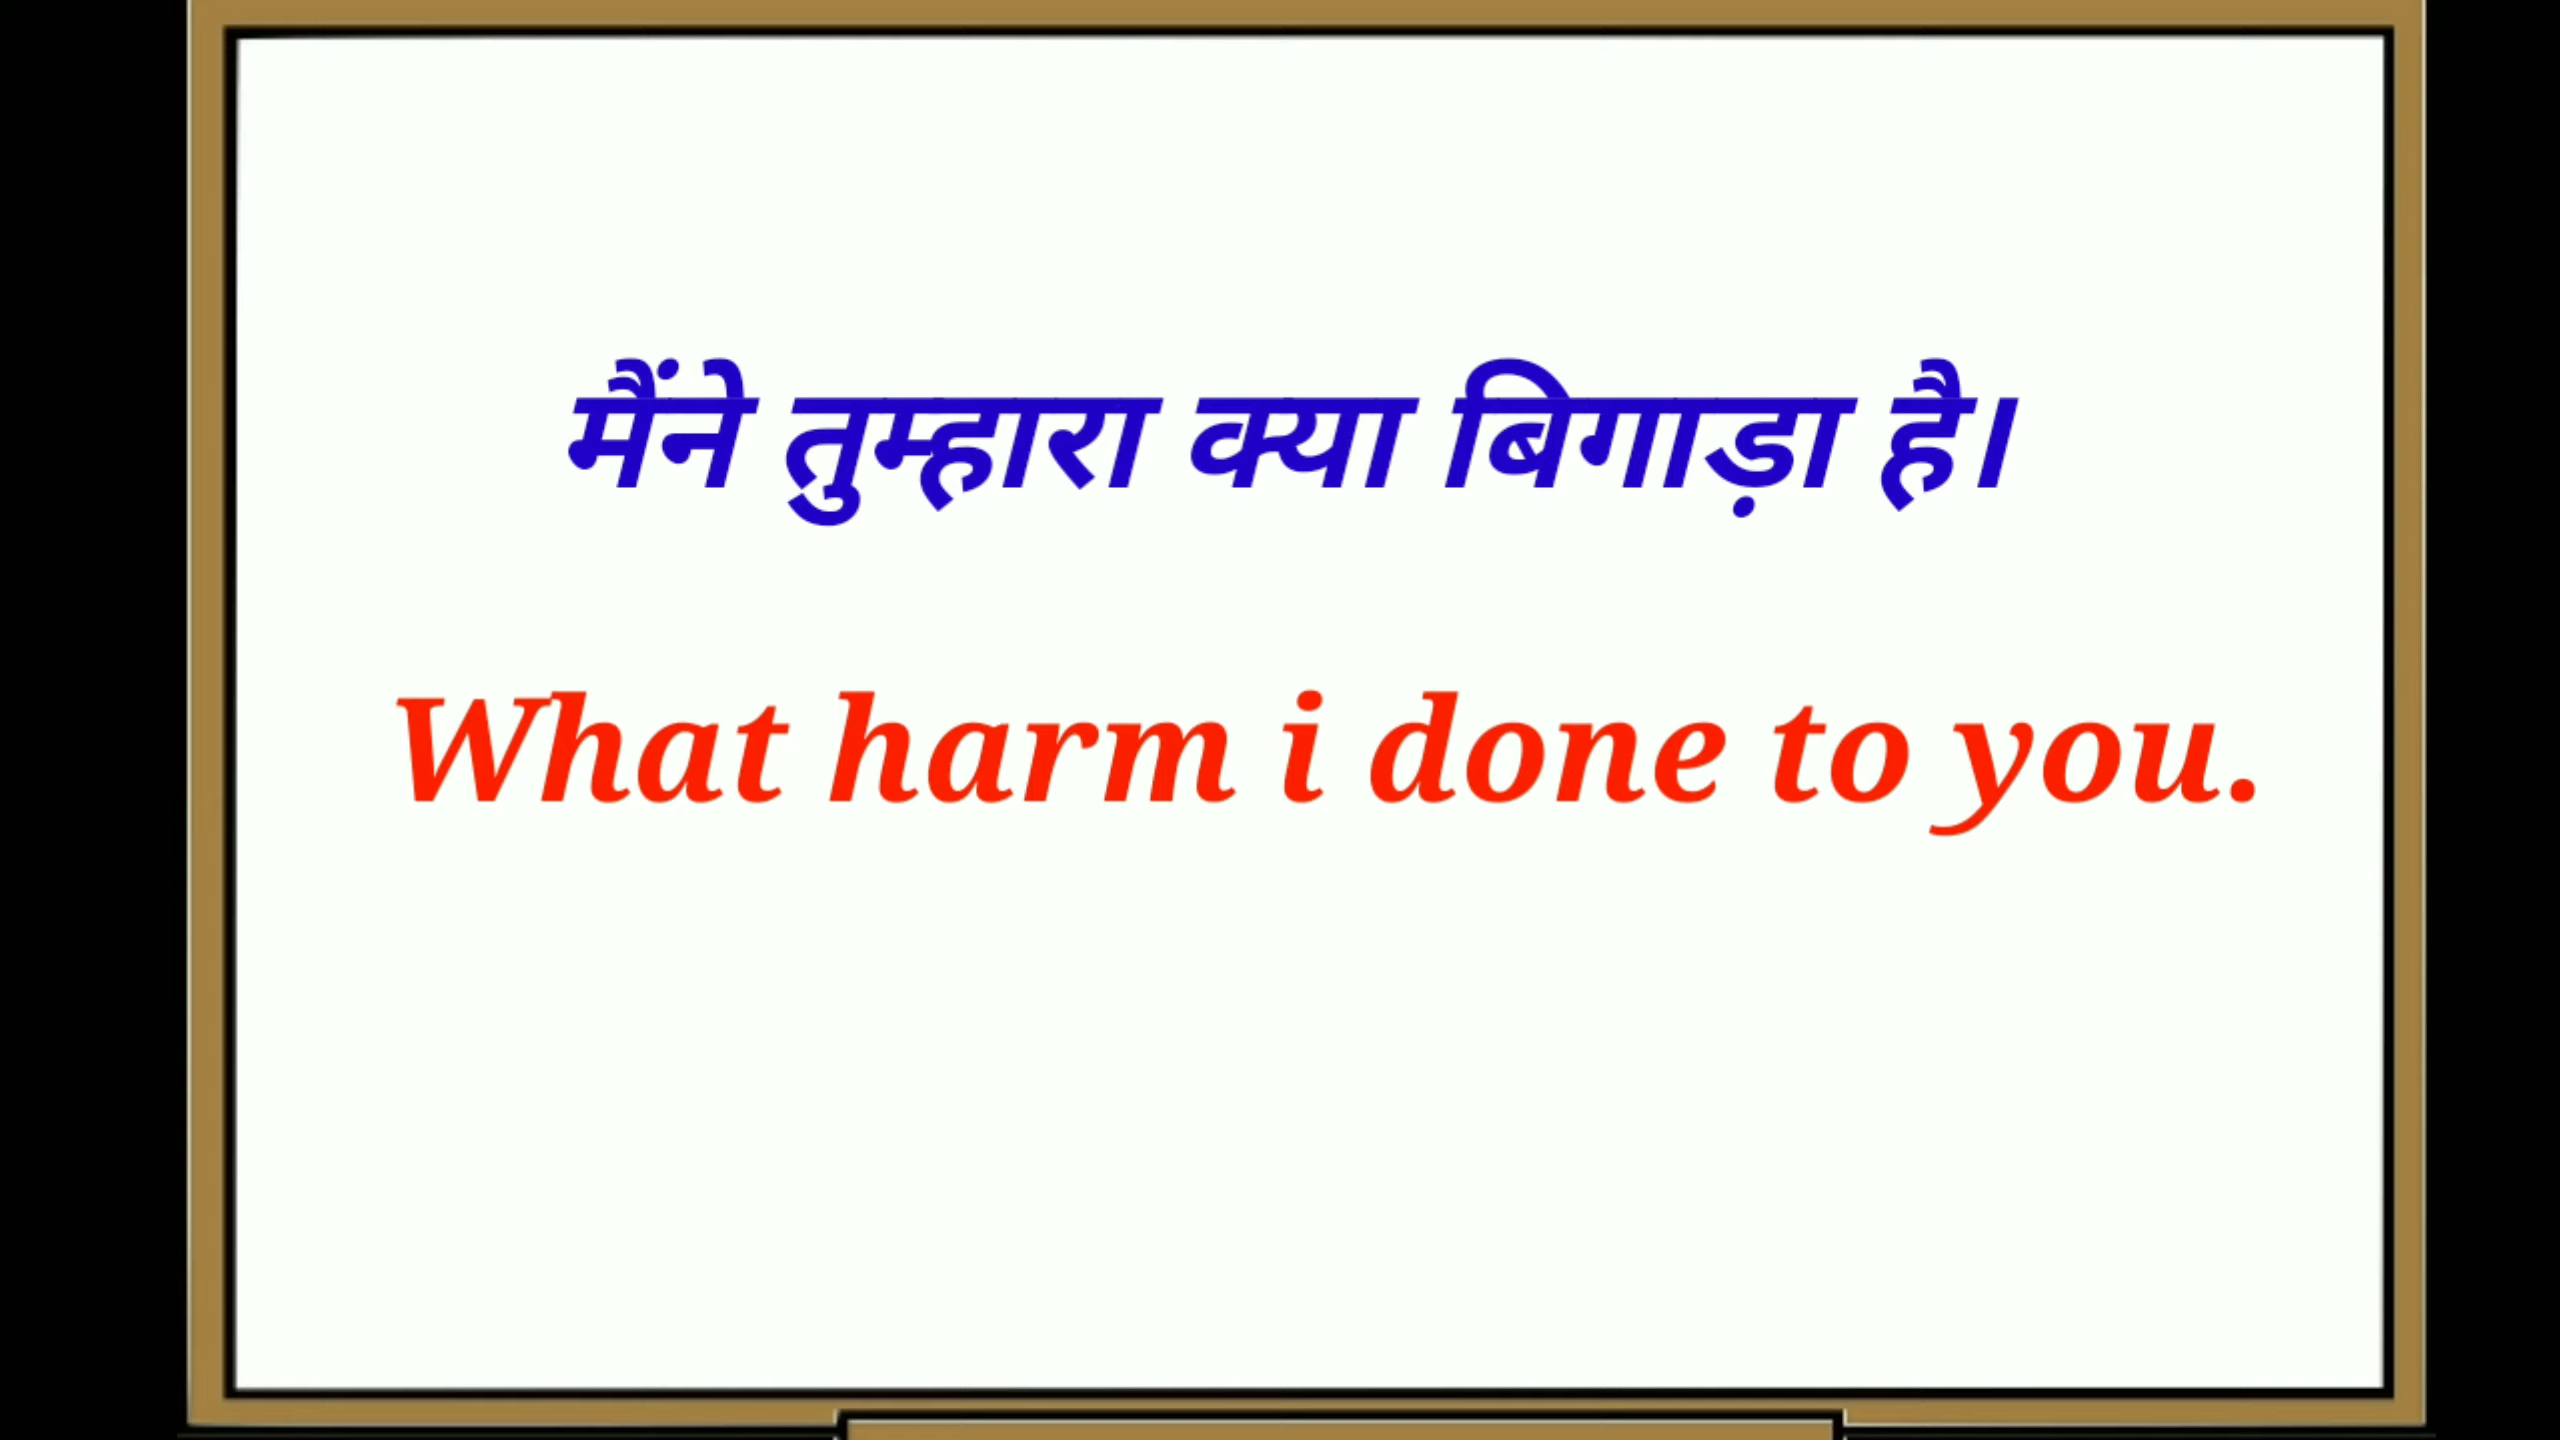 मैंने तुम्हारा क्या बिगाड़ा है।
What harm i done to you.